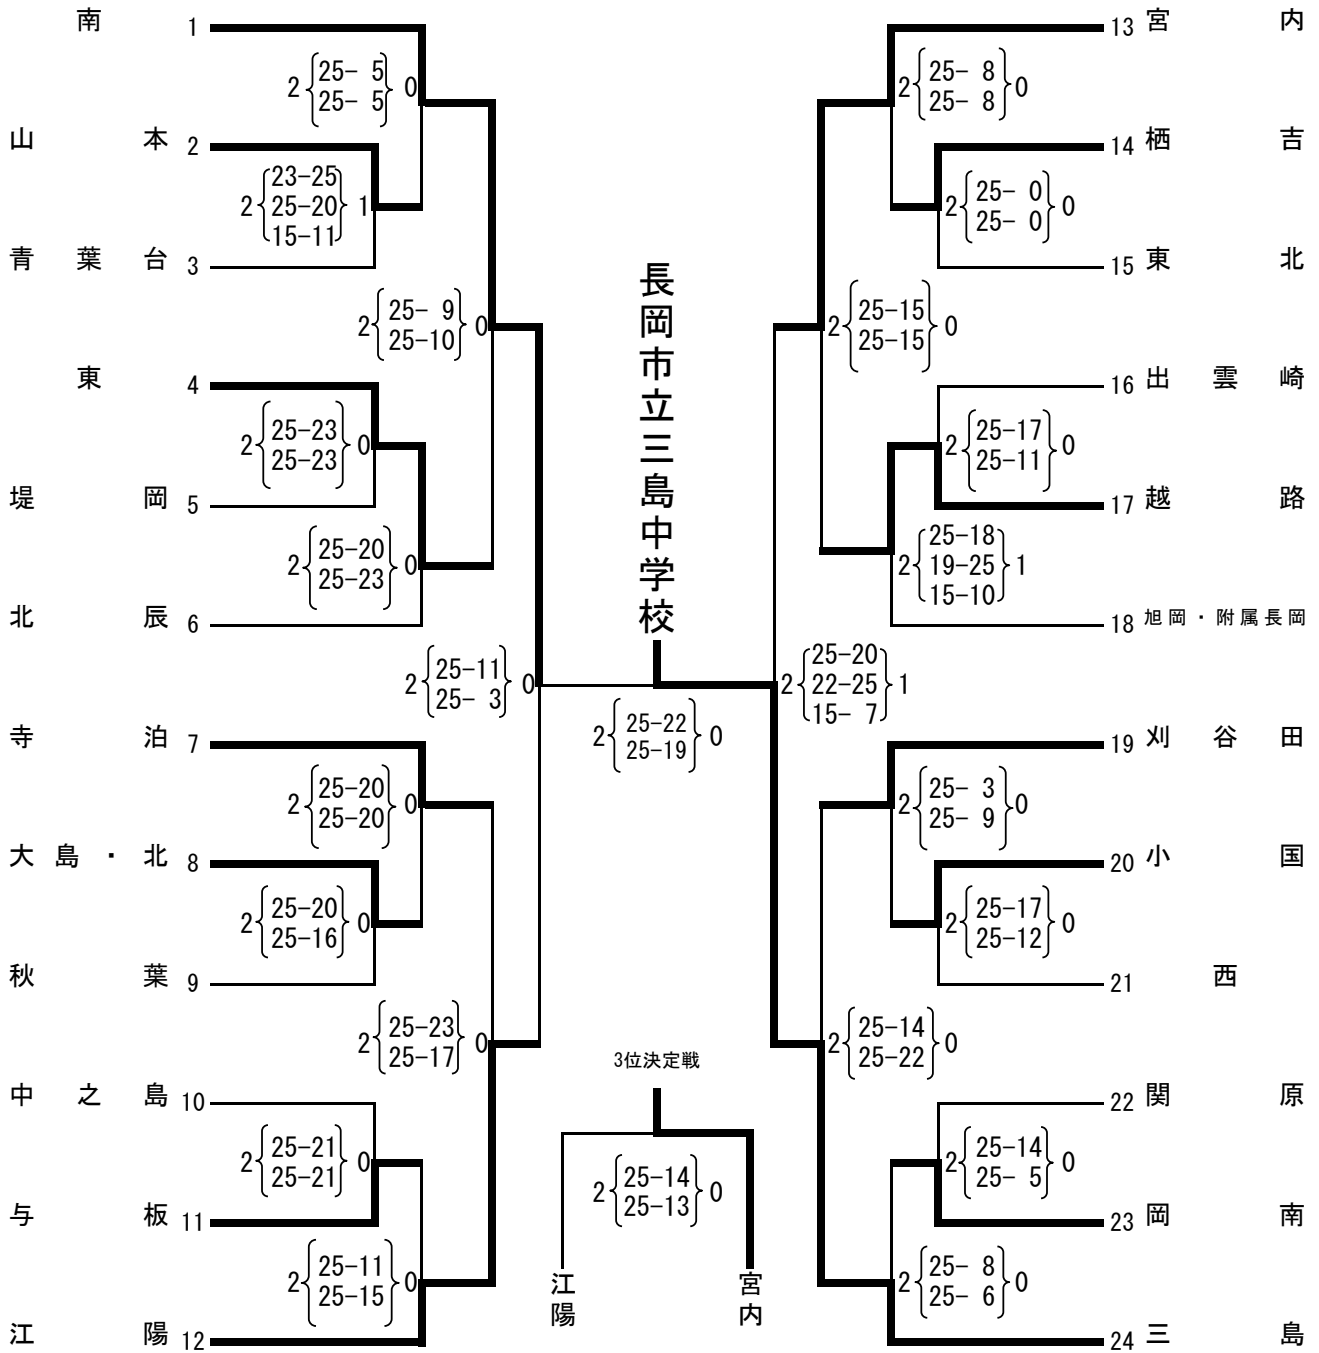 南 1
2 25- 5 0
25- 5
山本 2
23-25
2 25-20 1
15-11
青葉台 3
2 25- 9 0
25-10
東 4
2 25-23 0
25-23
堤岡 5
2 25-20 0
25-23
北辰 6
2 25-11 0
25- 3
寺泊 7
2 25-20 0
25-20
大島・北 8
2 25-20 0
25-16
秋葉 9
2 25-23 0
25-17
中之島 10
2 25-21 0
25-21
与板 11
2 25-11 0
25-15
江陽 12
長岡市立三島中学校
2 25-22 0
25-19
3位決定戦
2 25-14 0
25-13
江陽
宮内
13 宮内
2 25- 8 0
25- 8
14 栖吉
2 25- 0 0
25- 0
15 東北
2 25-15 0
25-15
16 出雲崎
2 25-17 0
25-11
17 越路
25-18
2 19-25 1
15-10
18 旭岡・附属長岡
25-20
2 22-25 1
15- 7
19 刈谷田
2 25- 3 0
25- 9
20 小国
2 25-17 0
25-12
21 西
2 25-14 0
25-22
22 関原
2 25-14 0
25- 5
23 岡南
2 25- 8 0
25- 6
24 三島